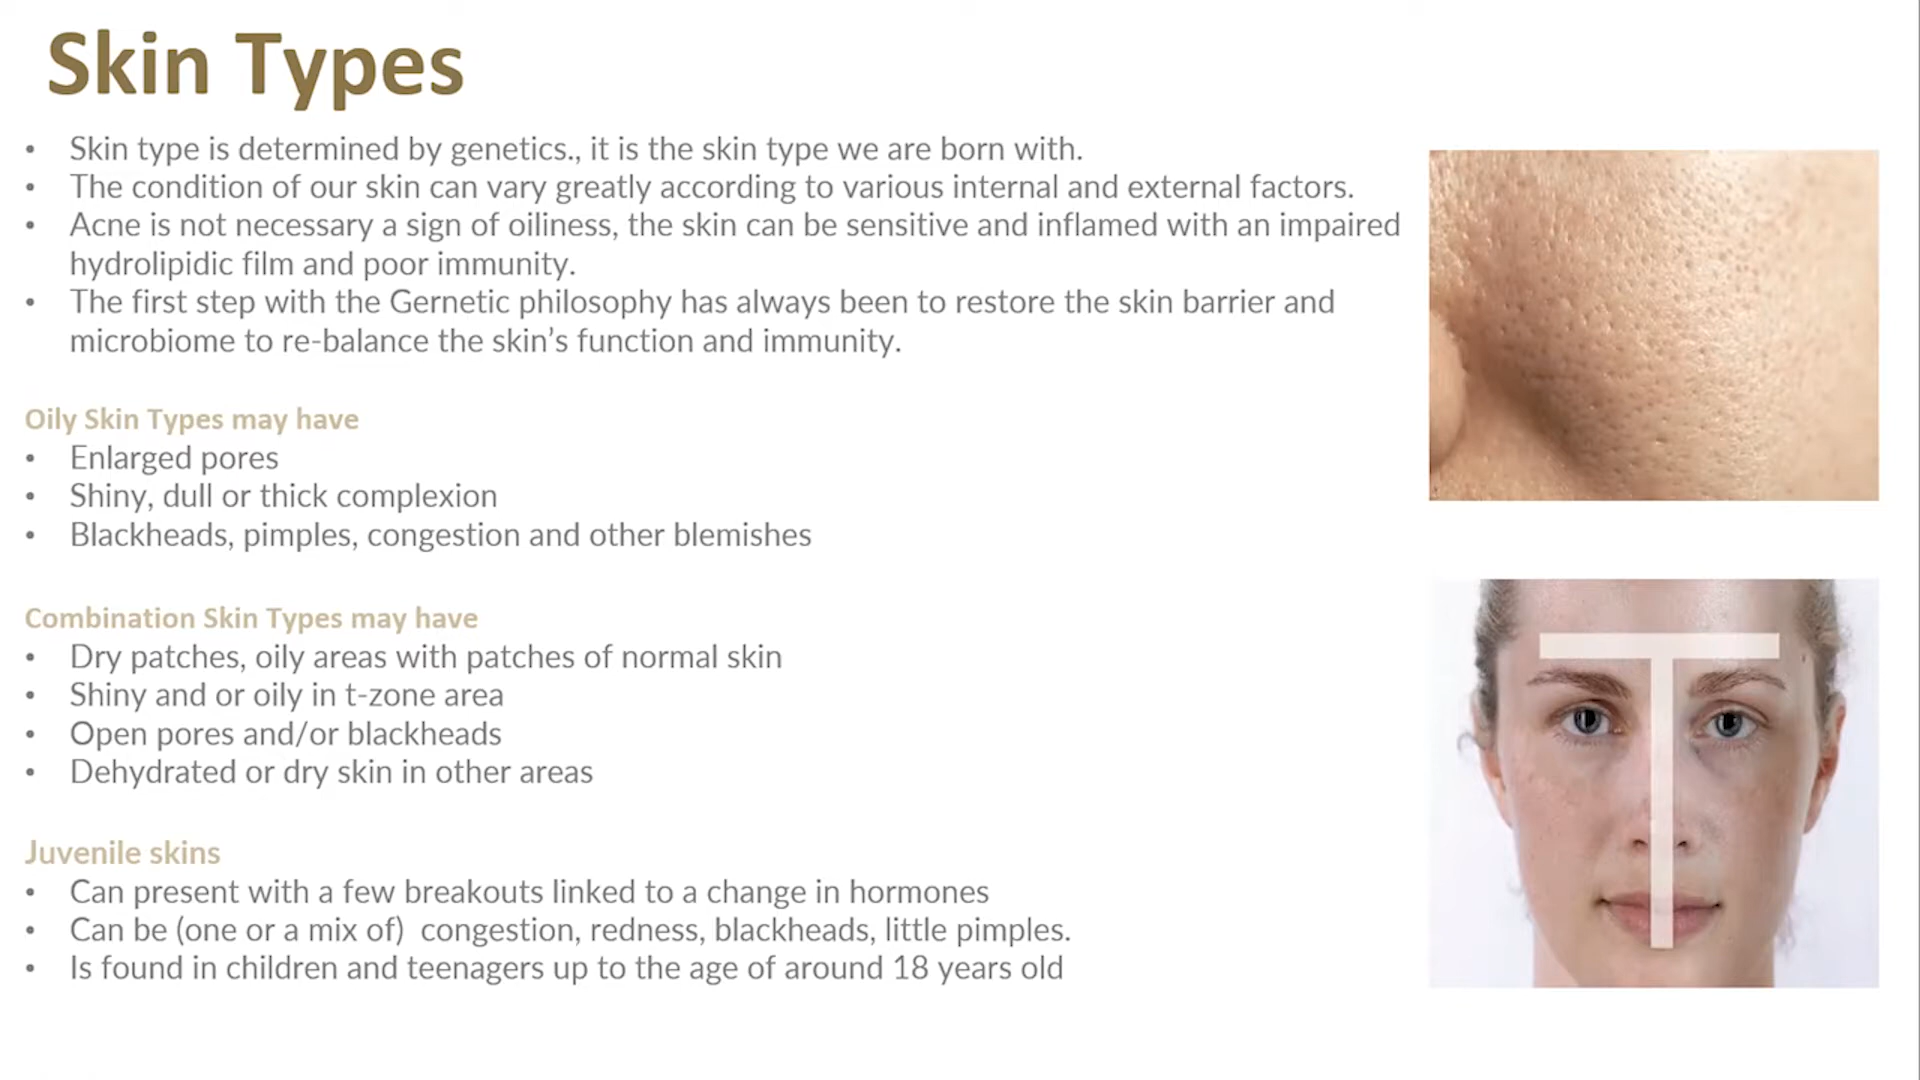 Skin Types
• Skin type is determined by genetics., it is the skin type we are born with.
• The condition of our skin can vary greatly according to various internal and external factors.
• Acne is not necessary a sign of oiliness, the skin can be sensitive and inflamed with an impaired
hydrolipidic film and poor immunity.
• The first step with the Gernetic philosophy has always been to restore the skin barrier and
microbiome to re-balance the skin’s function and immunity.
Oily Skin Types may have
• Enlarged pores
• Shiny, dull or thick complexion
• Blackheads, pimples, congestion and other blemishes
Combination Skin Types may have
• Dry patches, oily areas with patches of normal skin
• Shiny and or oily in t-zone area
• Open pores and/or blackheads
• Dehydrated or dry skin in other areas
Juvenile skins
• Can present with a few breakouts linked to a change in hormones
• Can be (one or a mix of)  congestion, redness, blackheads, little pimples.
• Is found in children and teenagers up to the age of around 18 years old
T